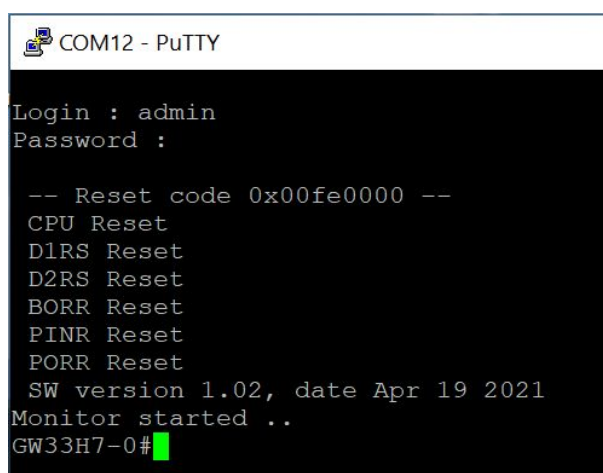 COM12 - PuTTY
Login : admin
Password :
-- Reset code 0x00fe0000 --
CPU Reset
D1RS Reset
D2RS Reset
BORR Reset
PINR Reset
PORR Reset
SW version 1.02, date Apr 19 2021
Monitor started ..
GW33H7-0#